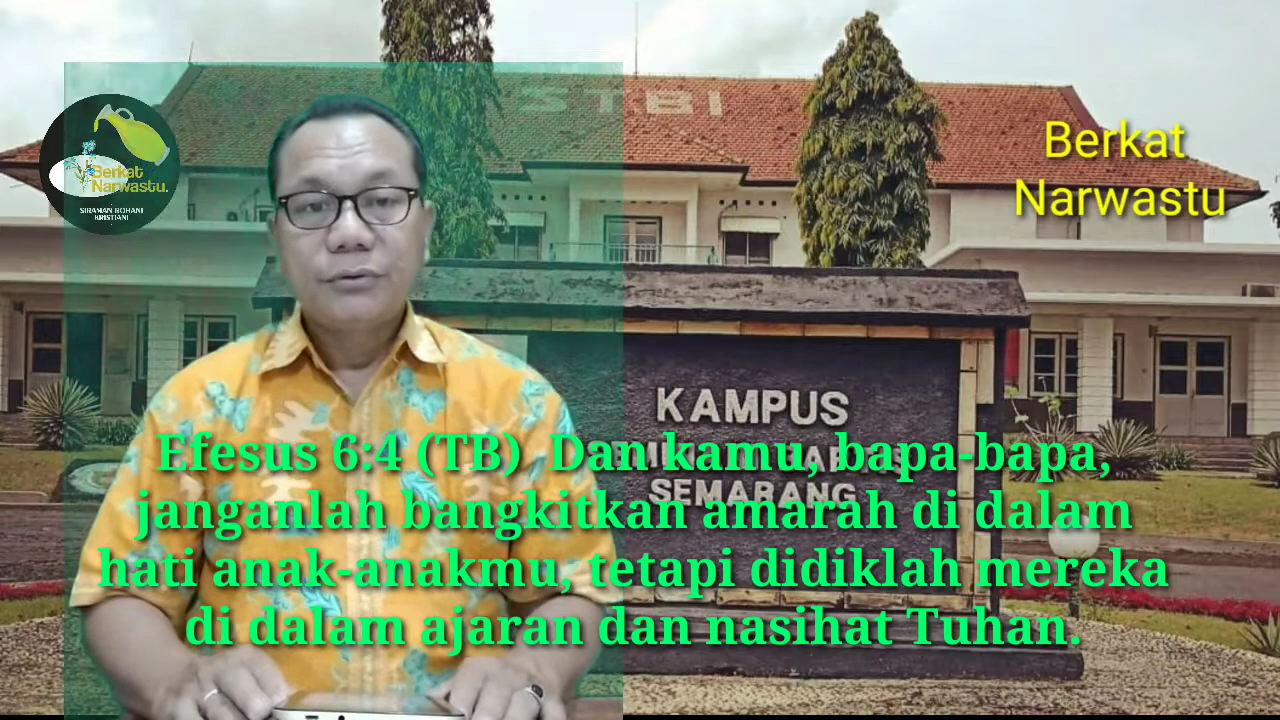 STBI
Berkat
Narwastu
Berkat
Narwastu.
SIRAMAN ROHANI
KRISTIANI
KAMPUS
SEMARANG
Efesus 6:4 (TB) Dan kamu, bapa-bapa,
janganlah bangkitkan amarah di dalam
hati anak-anakmu, tetapi didiklah mereka
di dalam ajaran dan nasihat Tuhan.